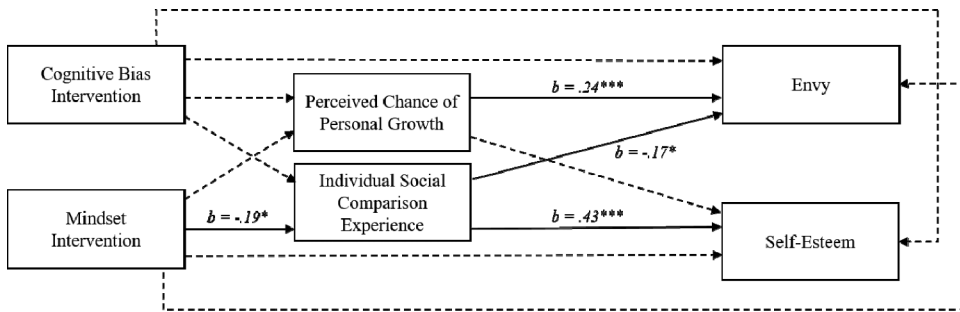 Cognitive Bias
Intervention
Perceived Chance of
Personal Growth
b = .24***
Envy
b = -.17*
Mindset
Intervention
b = -.19*
Individual Social
Comparison
Experience
b = .43***
Self-Esteem